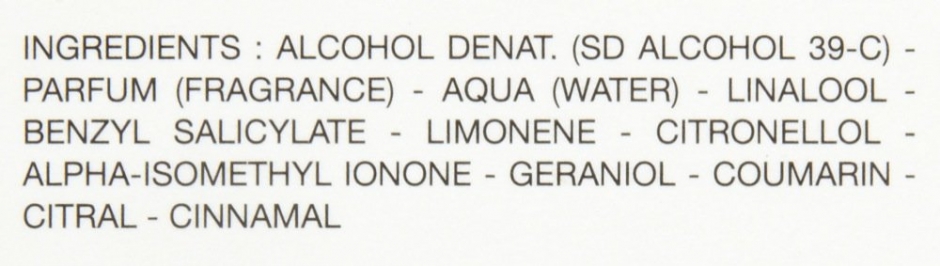 INGREDIENTS : ALCOHOL DENAT. (SD ALCOHOL 39-C) -
PARFUM (FRAGRANCE) - AQUA (WATER) - LINALOOL -
BENZYL SALICYLATE - LIMONENE - CITRONELLOL -
ALPHA-ISOMETHYL IONONE - GERANIOL - COUMARIN -
CITRAL - CINNAMAL